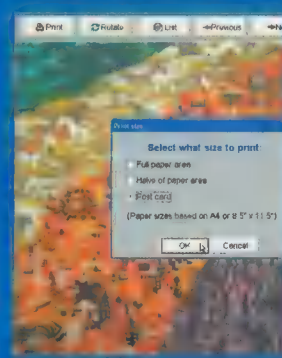 Print Rotate List Previous
Print size
Select what size to print:
Full paper area
Halve of paper area
Post card
(Paper sizes based on A4 or 8.5" x 11.5")
OK Cancel